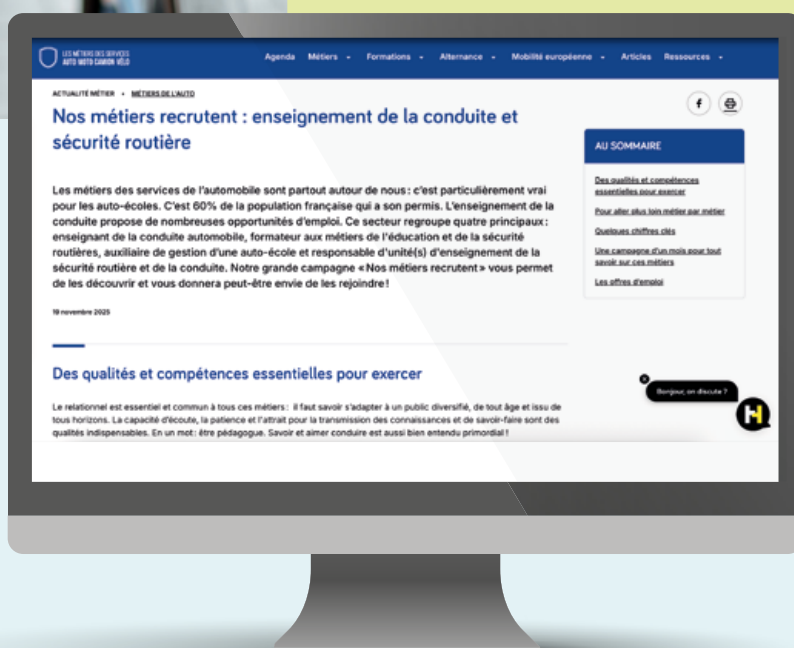 LES MÉTIERS DES SERVICES
AUTO MOTO CAMION VÉLO
Agenda Métiers Formations Alternance Mobilité européenne Articles Ressources
ACTUALITÉ MÉTIER • MÉTIERS DE L'AUTO
Nos métiers recrutent : enseignement de la conduite et
sécurité routière
Les métiers des services de l'automobile sont partout autour de nous : c'est particulièrement vrai
pour les auto-écoles. C'est 60% de la population française qui a son permis. L'enseignement de la
conduite propose de nombreuses opportunités d'emploi. Ce secteur regroupe quatre principaux :
enseignant de la conduite automobile, formateur aux métiers de l'éducation et de la sécurité
routières, auxiliaire de gestion d'une auto-école et responsable d'unité(s) d'enseignement de la
sécurité routière et de la conduite. Notre grande campagne « Nos métiers recrutent » vous permet
de les découvrir et vous donnera peut-être envie de les rejoindre !
19 novembre 2025
Des qualités et compétences essentielles pour exercer
Le relationnel est essentiel et commun à tous ces métiers : il faut savoir s'adapter à un public diversifié, de tout âge et issu de
tous horizons. La capacité d'écoute, la patience et l'attrait pour la transmission des connaissances et de savoir-faire sont des
qualités indispensables. En un mot : être pédagogue. Savoir et aimer conduire est aussi bien entendu primordial !
f
AU SOMMAIRE
Des qualités et compétences
essentielles pour exercer
Pour aller plus loin métier par métier
Quelques chiffres clés
Une campagne d'un mois pour tout
savoir sur ces métiers
Les offres d'emploi
Bonjour, on discute ?
H